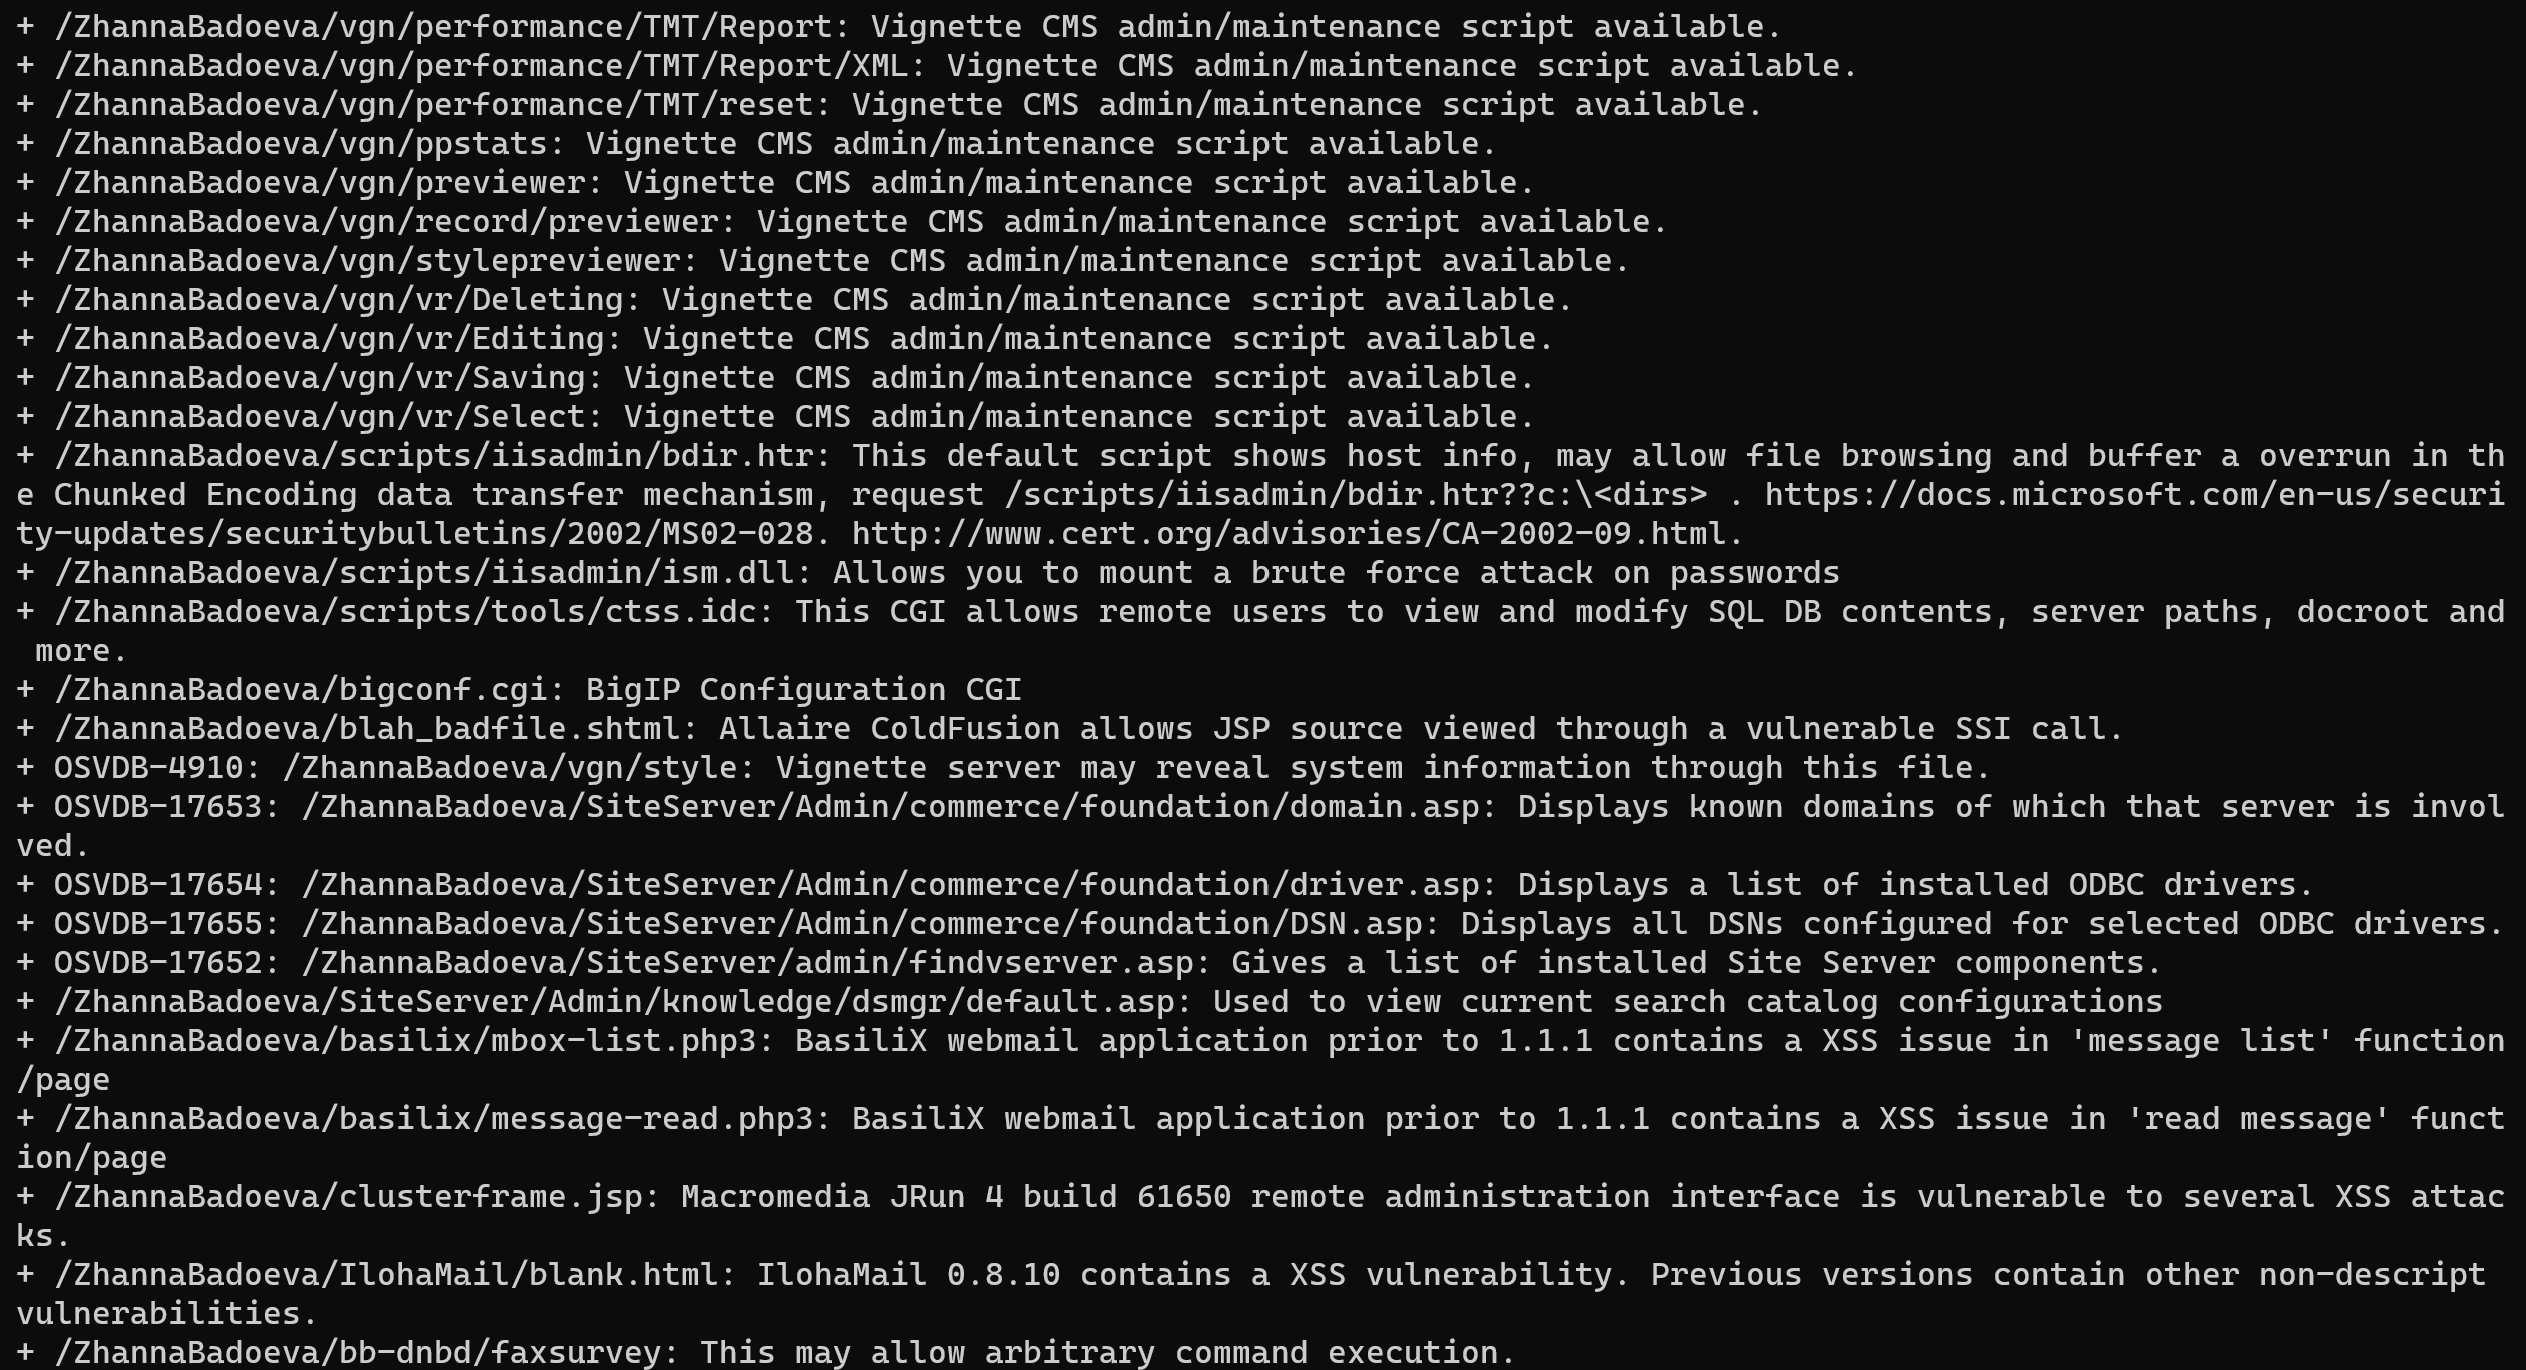 + /ZhannaBadoeva/vgn/performance/TMT/Report: Vignette CMS admin/maintenance script available.
+ /ZhannaBadoeva/vgn/performance/TMT/Report/XML: Vignette CMS admin/maintenance script available.
+ /ZhannaBadoeva/vgn/performance/TMT/reset: Vignette CMS admin/maintenance script available.
+ /ZhannaBadoeva/vgn/ppstats: Vignette CMS admin/maintenance script available.
+ /ZhannaBadoeva/vgn/previewer: Vignette CMS admin/maintenance script available.
+ /ZhannaBadoeva/vgn/record/previewer: Vignette CMS admin/maintenance script available.
+ /ZhannaBadoeva/vgn/stylepreviewer: Vignette CMS admin/maintenance script available.
+ /ZhannaBadoeva/vgn/vr/Deleting: Vignette CMS admin/maintenance script available.
+ /ZhannaBadoeva/vgn/vr/Editing: Vignette CMS admin/maintenance script available.
+ /ZhannaBadoeva/vgn/vr/Saving: Vignette CMS admin/maintenance script available.
+ /ZhannaBadoeva/vgn/vr/Select: Vignette CMS admin/maintenance script available.
+ /ZhannaBadoeva/scripts/iisadmin/bdir.htr: This default script shows host info, may allow file browsing and buffer a overrun in th
e Chunked Encoding data transfer mechanism, request /scripts/iisadmin/bdir.htr??c:\<dirs> . https://docs.microsoft.com/en-us/securi
ty-updates/securitybulletins/2002/MS02-028. http://www.cert.org/advisories/CA-2002-09.html.
+ /ZhannaBadoeva/scripts/iisadmin/ism.dll: Allows you to mount a brute force attack on passwords
+ /ZhannaBadoeva/scripts/tools/ctss.idc: This CGI allows remote users to view and modify SQL DB contents, server paths, docroot and
 more.
+ /ZhannaBadoeva/bigconf.cgi: BigIP Configuration CGI
+ /ZhannaBadoeva/blah_badfile.shtml: Allaire ColdFusion allows JSP source viewed through a vulnerable SSI call.
+ OSVDB-4910: /ZhannaBadoeva/vgn/style: Vignette server may reveal system information through this file.
+ OSVDB-17653: /ZhannaBadoeva/SiteServer/Admin/commerce/foundation/domain.asp: Displays known domains of which that server is invol
ved.
+ OSVDB-17654: /ZhannaBadoeva/SiteServer/Admin/commerce/foundation/driver.asp: Displays a list of installed ODBC drivers.
+ OSVDB-17655: /ZhannaBadoeva/SiteServer/Admin/commerce/foundation/DSN.asp: Displays all DSNs configured for selected ODBC drivers.
+ OSVDB-17652: /ZhannaBadoeva/SiteServer/admin/findvserver.asp: Gives a list of installed Site Server components.
+ /ZhannaBadoeva/SiteServer/Admin/knowledge/dsmgr/default.asp: Used to view current search catalog configurations
+ /ZhannaBadoeva/basilix/mbox-list.php3: BasiliX webmail application prior to 1.1.1 contains a XSS issue in 'message list' function
/page
+ /ZhannaBadoeva/basilix/message-read.php3: BasiliX webmail application prior to 1.1.1 contains a XSS issue in 'read message' funct
ion/page
+ /ZhannaBadoeva/clusterframe.jsp: Macromedia JRun 4 build 61650 remote administration interface is vulnerable to several XSS attac
ks.
+ /ZhannaBadoeva/IlohaMail/blank.html: IlohaMail 0.8.10 contains a XSS vulnerability. Previous versions contain other non-descript
vulnerabilities.
+ /ZhannaBadoeva/bb-dnbd/faxsurvey: This may allow arbitrary command execution.